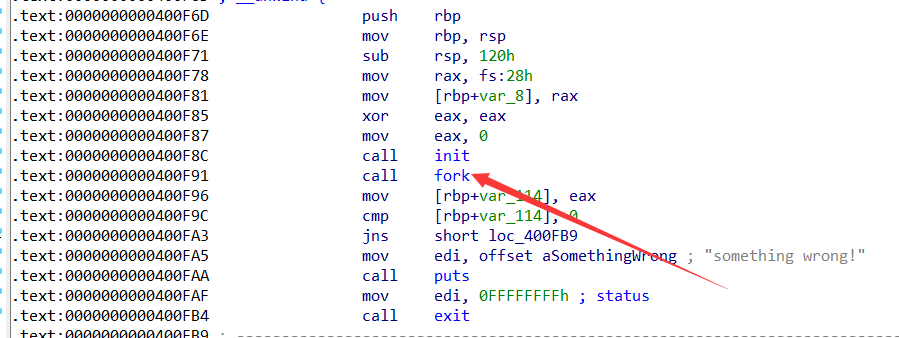 .text:0000000000400F6D push rbp
.text:0000000000400F6E mov rbp, rsp
.text:0000000000400F71 sub rsp, 120h
.text:0000000000400F78 mov rax, fs:28h
.text:0000000000400F81 mov [rbp+var_8], rax
.text:0000000000400F85 xor eax, eax
.text:0000000000400F87 mov eax, 0
.text:0000000000400F8C call init
.text:0000000000400F91 call fork
.text:0000000000400F96 mov [rbp+var_114], eax
.text:0000000000400F9C cmp [rbp+var_114], 0
.text:0000000000400FA3 jns short loc_400FB9
.text:0000000000400FA5 mov edi, offset aSomethingWrong ; "something wrong!"
.text:0000000000400FAA call puts
.text:0000000000400FAF mov edi, 0FFFFFFFFh ; status
.text:0000000000400FB4 call exit
.text:0000000000400FB9 ; ---------------------------------------------------------------------------